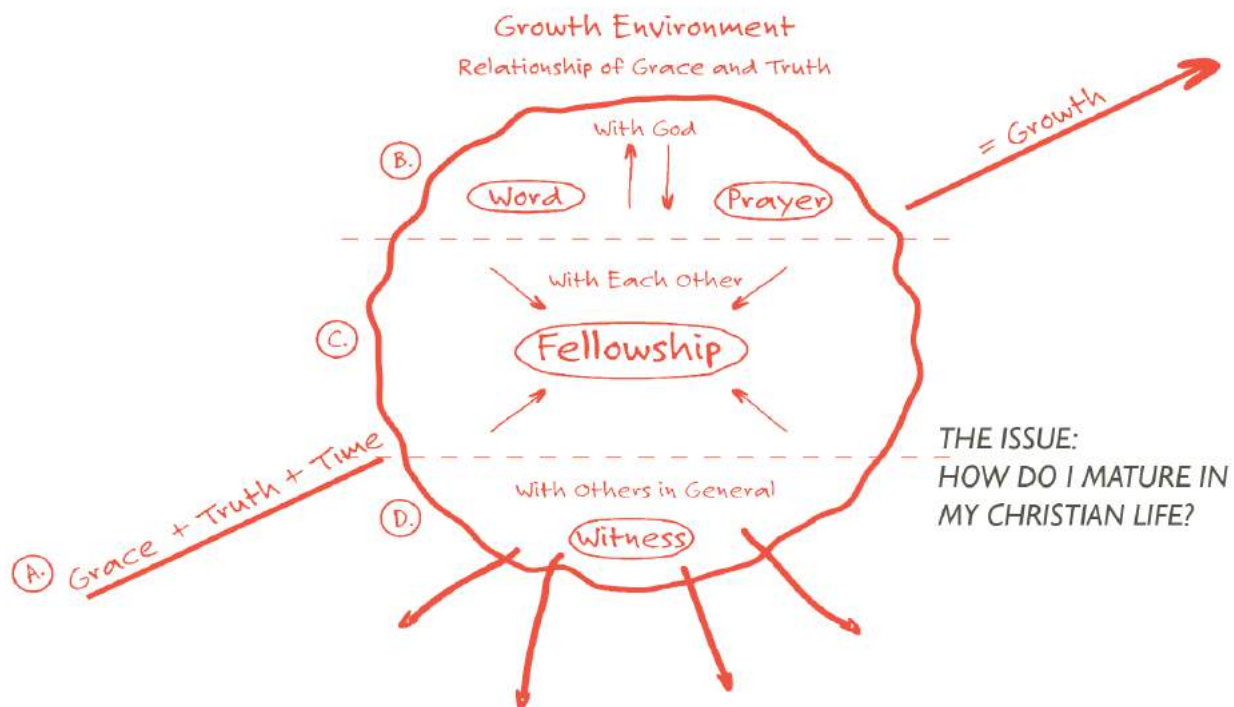 Growth Environment
Relationship of Grace and Truth
= Growth
With God
B.
Word
Prayer
With Each Other
C.
Fellowship
THE ISSUE:
HOW DO I MATURE IN
MY CHRISTIAN LIFE?
With Others in General
D.
Witness
A.
Grace + Truth + Time